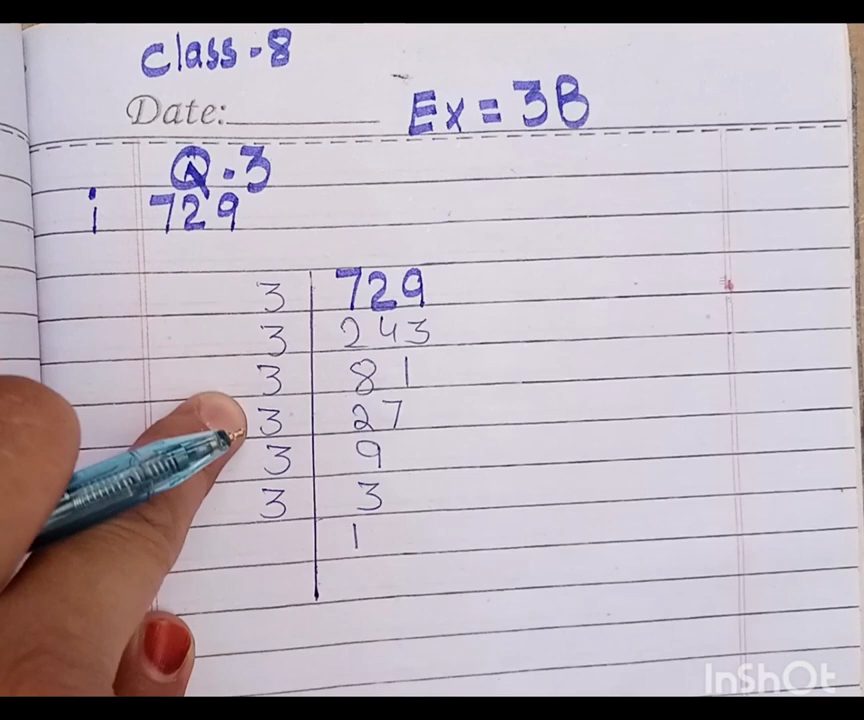 Class-8
Date:
Ex = 3B
Q.3
i 729
3 729
3 243
3 81
3 27
3 9
3 3
1
InShOt